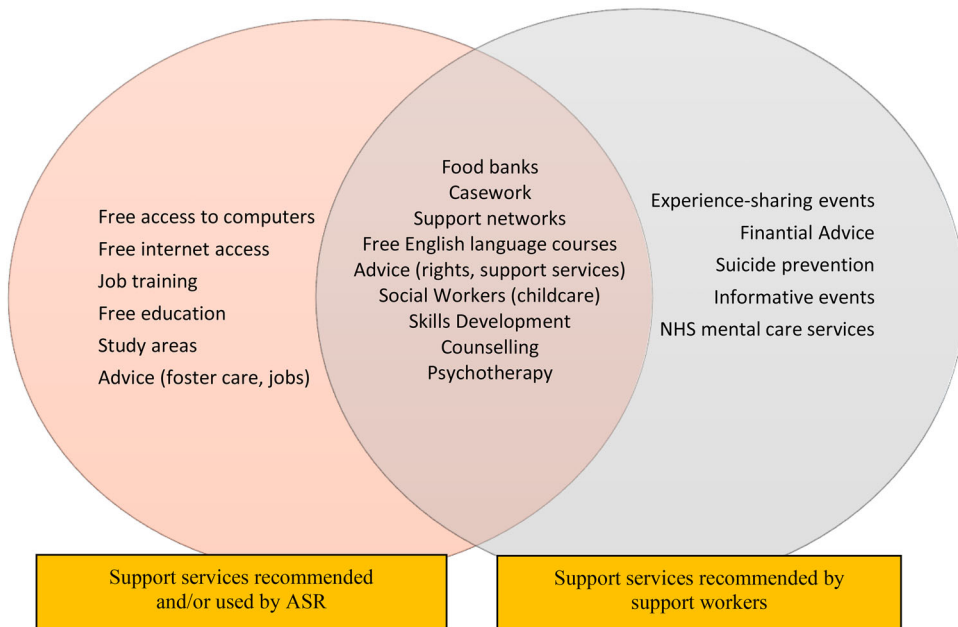 Free access to computers
Free internet access
Job training
Free education
Study areas
Advice (foster care, jobs)
Food banks
Casework
Support networks
Free English language courses
Advice (rights, support services)
Social Workers (childcare)
Skills Development
Counselling
Psychotherapy
Experience-sharing events
Finantial Advice
Suicide prevention
Informative events
NHS mental care services
Support services recommended
and/or used by ASR
Support services recommended by
support workers